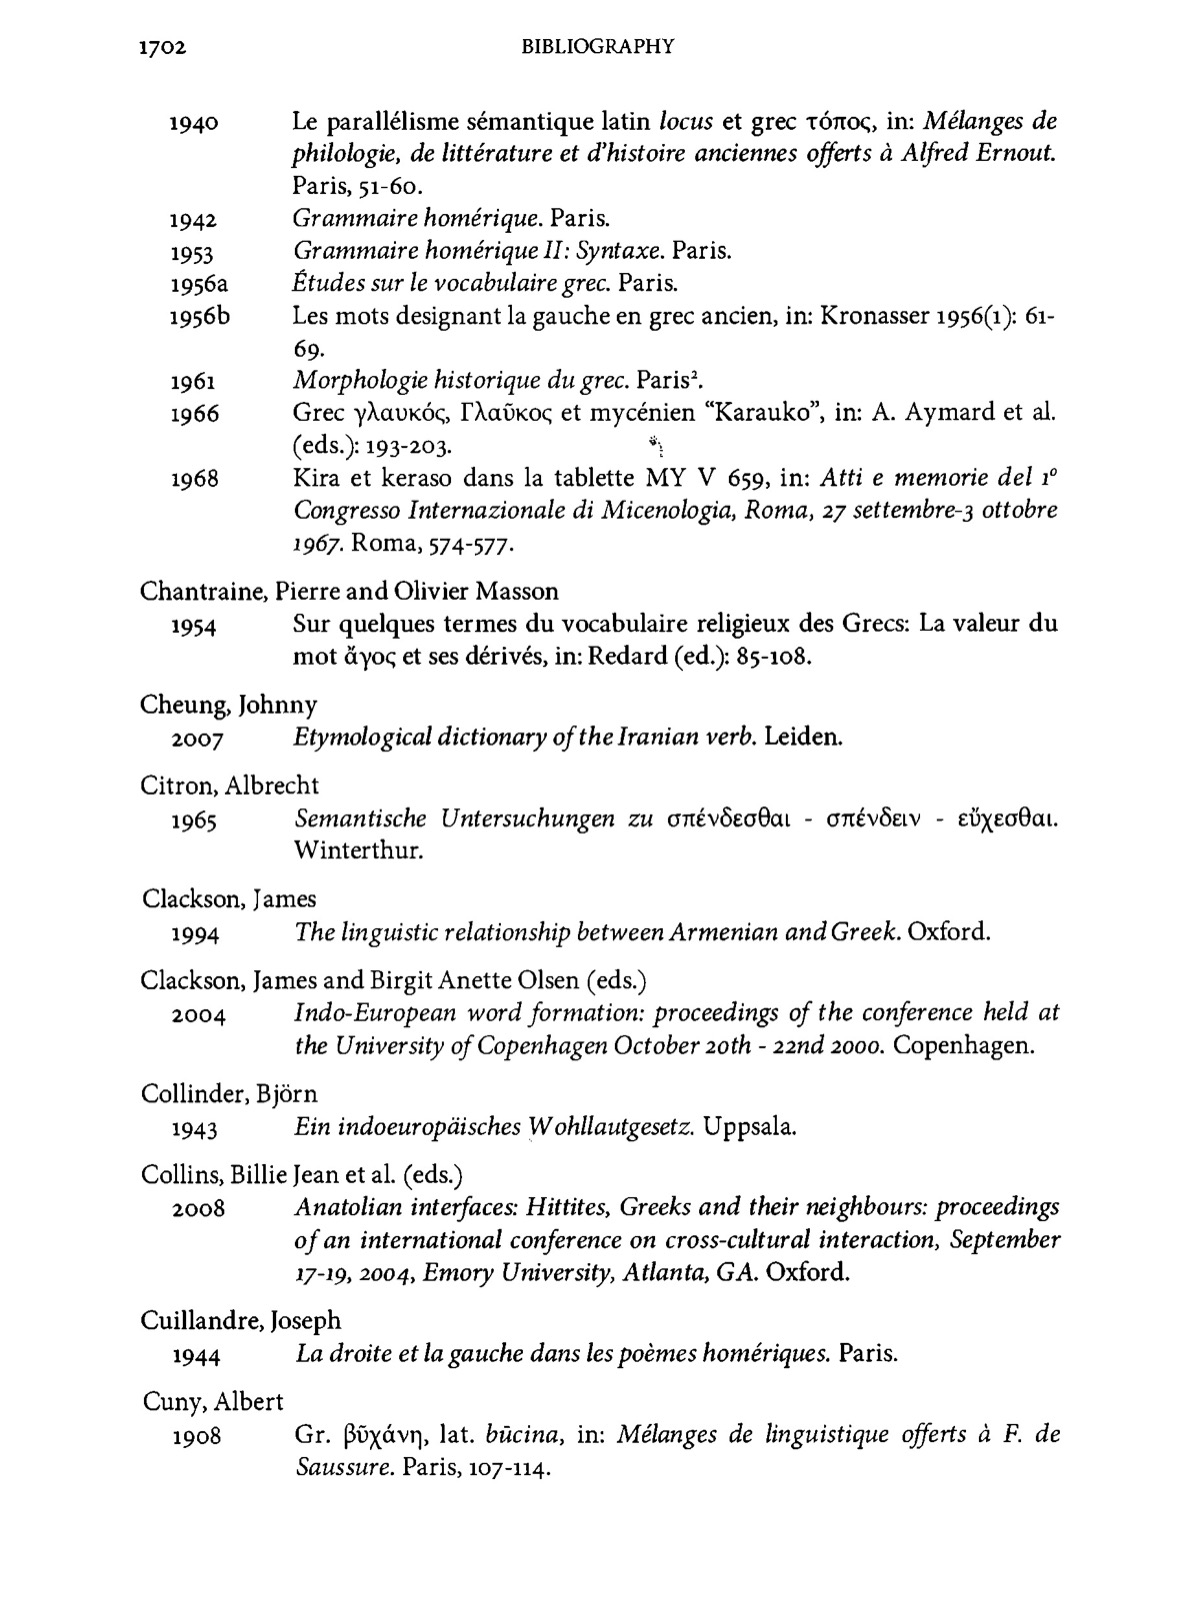 1702 BIBLIOGRAPHY
1940 Le parallélisme sémantique latin locus et grec τόπος, in: Mélanges de
philologie, de littérature et d'histoire anciennes offerts à Alfred Ernout.
Paris, 51-60.
1942 Grammaire homérique. Paris.
1953 Grammaire homérique II: Syntaxe. Paris.
1956a Études sur le vocabulaire grec. Paris.
1956b Les mots designant la gauche en grec ancien, in: Kronasser 1956(1): 61-
69.
1961 Morphologie historique du grec. Paris².
1966 Grec γλαυκός, Γλαῦκος et mycénien “Karauko”, in: A. Aymard et al.
(eds.): 193-203.
1968 Kira et keraso dans la tablette MY V 659, in: Atti e memorie del 1º
Congresso Internazionale di Micenologia, Roma, 27 settembre-3 ottobre
1967. Roma, 574-577.
Chantraine, Pierre and Olivier Masson
1954 Sur quelques termes du vocabulaire religieux des Grecs: La valeur du
mot ἄγος et ses dérivés, in: Redard (ed.): 85-108.
Cheung, Johnny
2007 Etymological dictionary of the Iranian verb. Leiden.
Citron, Albrecht
1965 Semantische Untersuchungen zu σπένδεσθαι - σπένδειν - εὔχεσθαι.
Winterthur.
Clackson, James
1994 The linguistic relationship between Armenian and Greek. Oxford.
Clackson, James and Birgit Anette Olsen (eds.)
2004 Indo-European word formation: proceedings of the conference held at
the University of Copenhagen October 20th - 22nd 2000. Copenhagen.
Collinder, Björn
1943 Ein indoeuropäisches Wohllautgesetz. Uppsala.
Collins, Billie Jean et al. (eds.)
2008 Anatolian interfaces: Hittites, Greeks and their neighbours: proceedings
of an international conference on cross-cultural interaction, September
17-19, 2004, Emory University, Atlanta, GA. Oxford.
Cuillandre, Joseph
1944 La droite et la gauche dans les poèmes homériques. Paris.
Cuny, Albert
1908 Gr. βῡχάνη, lat. būcina, in: Mélanges de linguistique offerts à F. de
Saussure. Paris, 107-114.